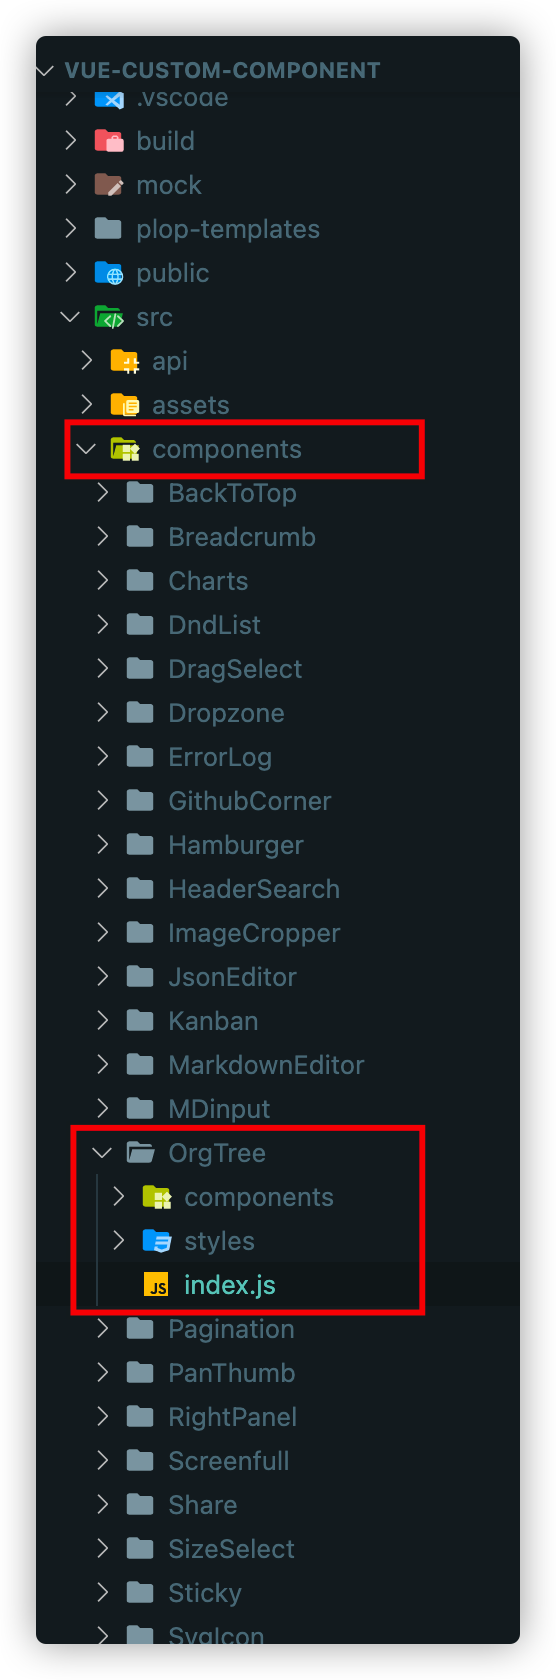 VUE-CUSTOM-COMPONENT
.vscode
build
mock
plop-templates
public
src
api
assets
components
BackToTop
Breadcrumb
Charts
DndList
DragSelect
Dropzone
ErrorLog
GithubCorner
Hamburger
HeaderSearch
ImageCropper
JsonEditor
Kanban
MarkdownEditor
MDinput
OrgTree
components
styles
JS index.js
Pagination
PanThumb
RightPanel
Screenfull
Share
SizeSelect
Sticky
SvgIcon